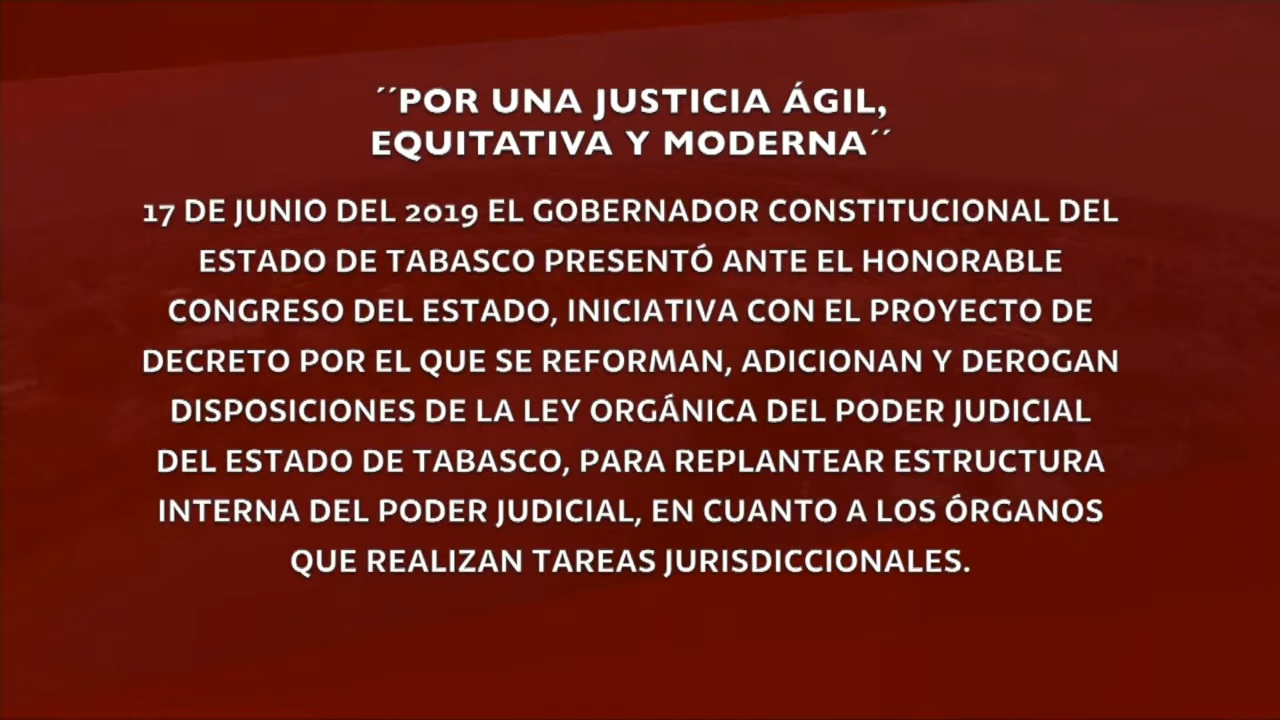 ´´POR UNA JUSTICIA ÁGIL,
EQUITATIVA Y MODERNA´´
17 DE JUNIO DEL 2019 EL GOBERNADOR CONSTITUCIONAL DEL
ESTADO DE TABASCO PRESENTÓ ANTE EL HONORABLE
CONGRESO DEL ESTADO, INICIATIVA CON EL PROYECTO DE
DECRETO POR EL QUE SE REFORMAN, ADICIONAN Y DEROGAN
DISPOSICIONES DE LA LEY ORGÁNICA DEL PODER JUDICIAL
DEL ESTADO DE TABASCO, PARA REPLANTEAR ESTRUCTURA
INTERNA DEL PODER JUDICIAL, EN CUANTO A LOS ÓRGANOS
QUE REALIZAN TAREAS JURISDICCIONALES.